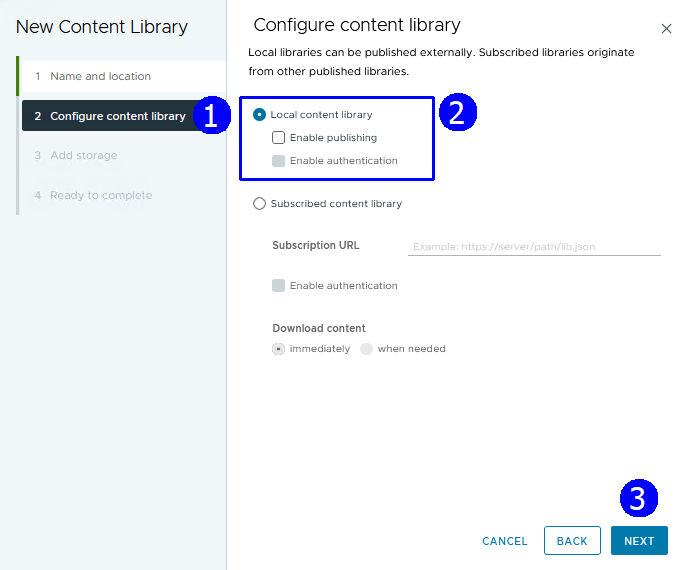 New Content Library
1 Name and location
2 Configure content library
1
3 Add storage
4 Ready to complete
Configure content library
Local libraries can be published externally. Subscribed libraries originate
from other published libraries.
Local content library
2
Enable publishing
Enable authentication
Subscribed content library
Subscription URL
Example: https://server/path/lib.json
Enable authentication
Download content
immediately when needed
3
CANCEL BACK NEXT